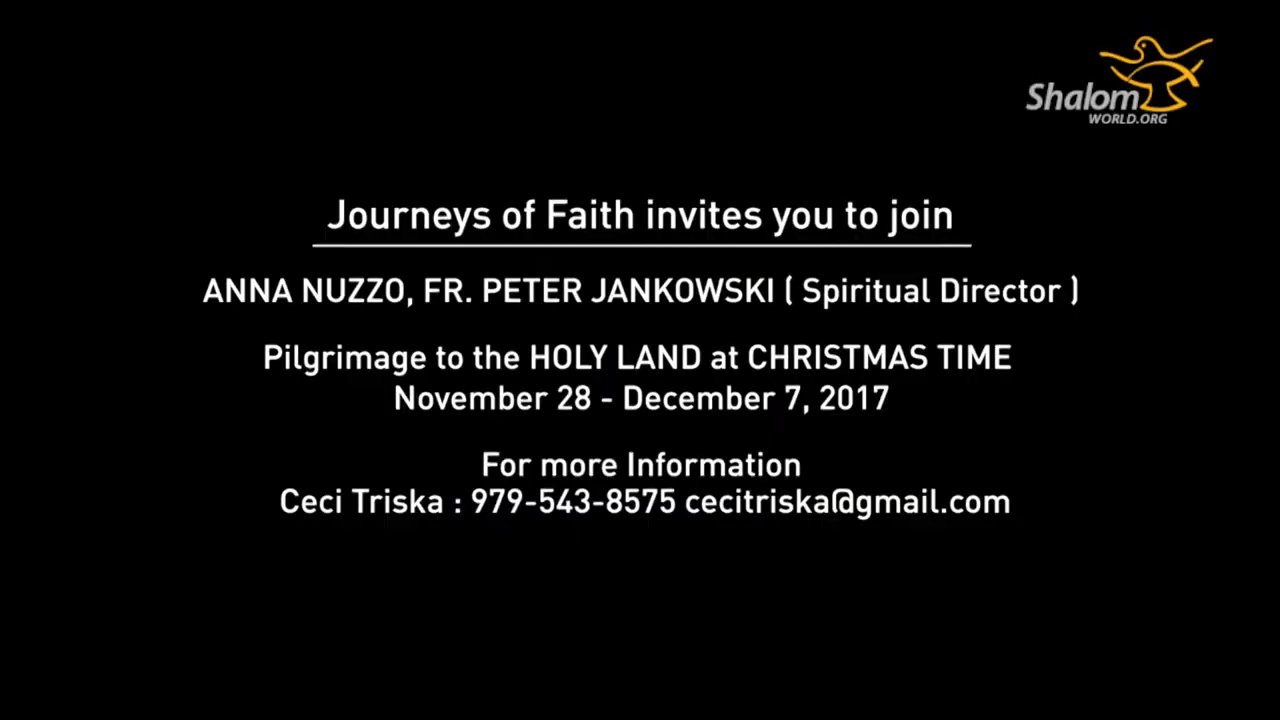 Shalom
WORLD.ORG
Journeys of Faith invites you to join
ANNA NUZZO, FR. PETER JANKOWSKI ( Spiritual Director )
Pilgrimage to the HOLY LAND at CHRISTMAS TIME
November 28 - December 7, 2017
For more Information
Ceci Triska : 979-543-8575 cecitriska@gmail.com